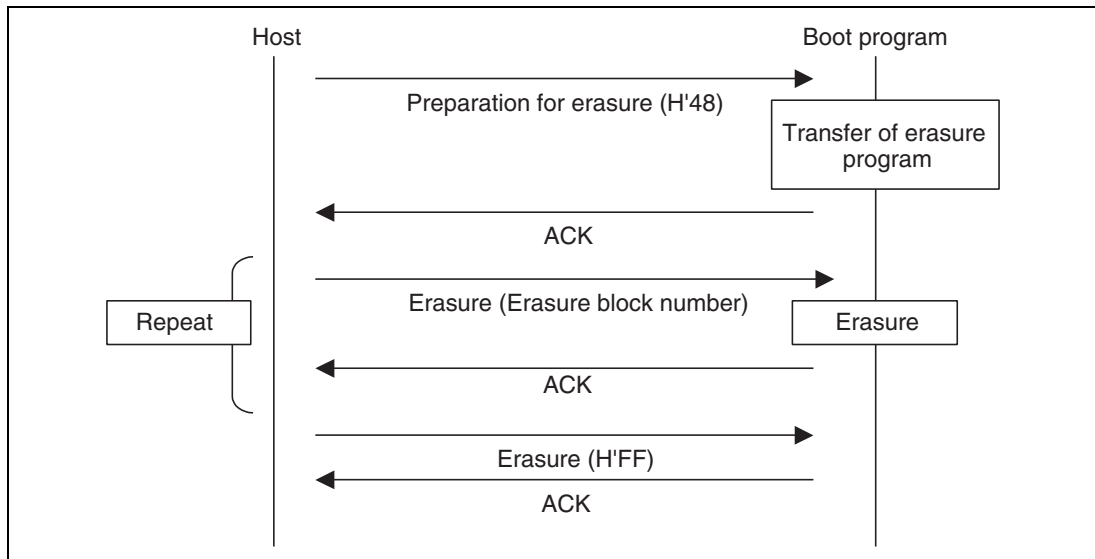 Host
Boot program
Preparation for erasure (H'48)
Transfer of erasure
program
ACK
Erasure (Erasure block number)
Repeat
Erasure
ACK
Erasure (H'FF)
ACK